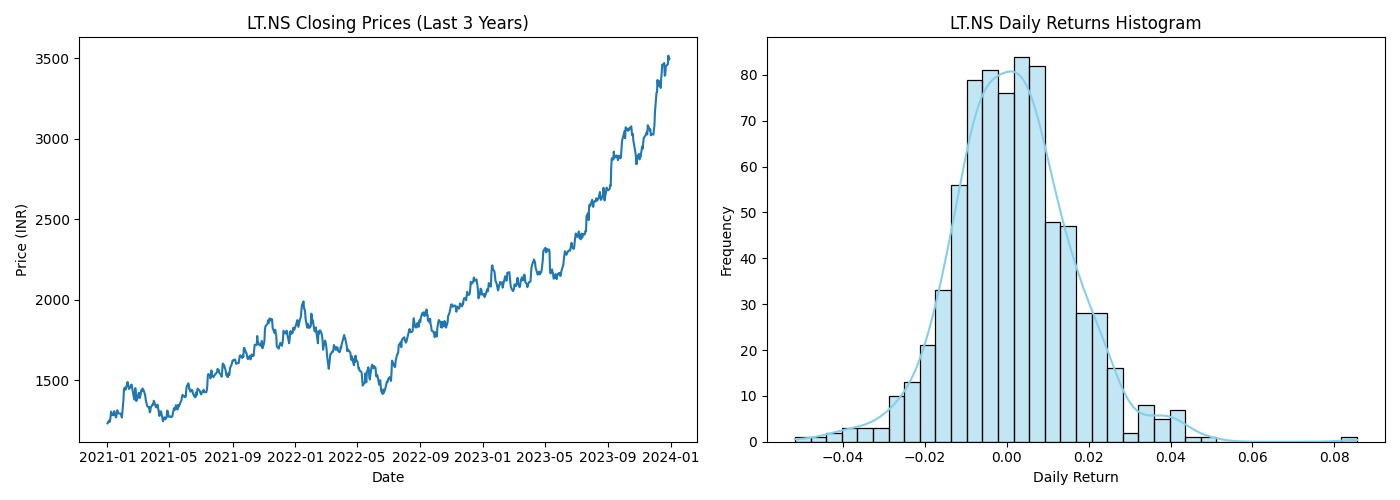 LT.NS Closing Prices (Last 3 Years)
Price (INR)
3500
3000
2500
2000
1500
2021-01 2021-05 2021-09 2022-01 2022-05 2022-09 2023-01 2023-05 2023-09 2024-01
Date
LT.NS Daily Returns Histogram
Frequency
80
70
60
50
40
30
20
10
0
−0.04 −0.02 0.00 0.02 0.04 0.06 0.08
Daily Return